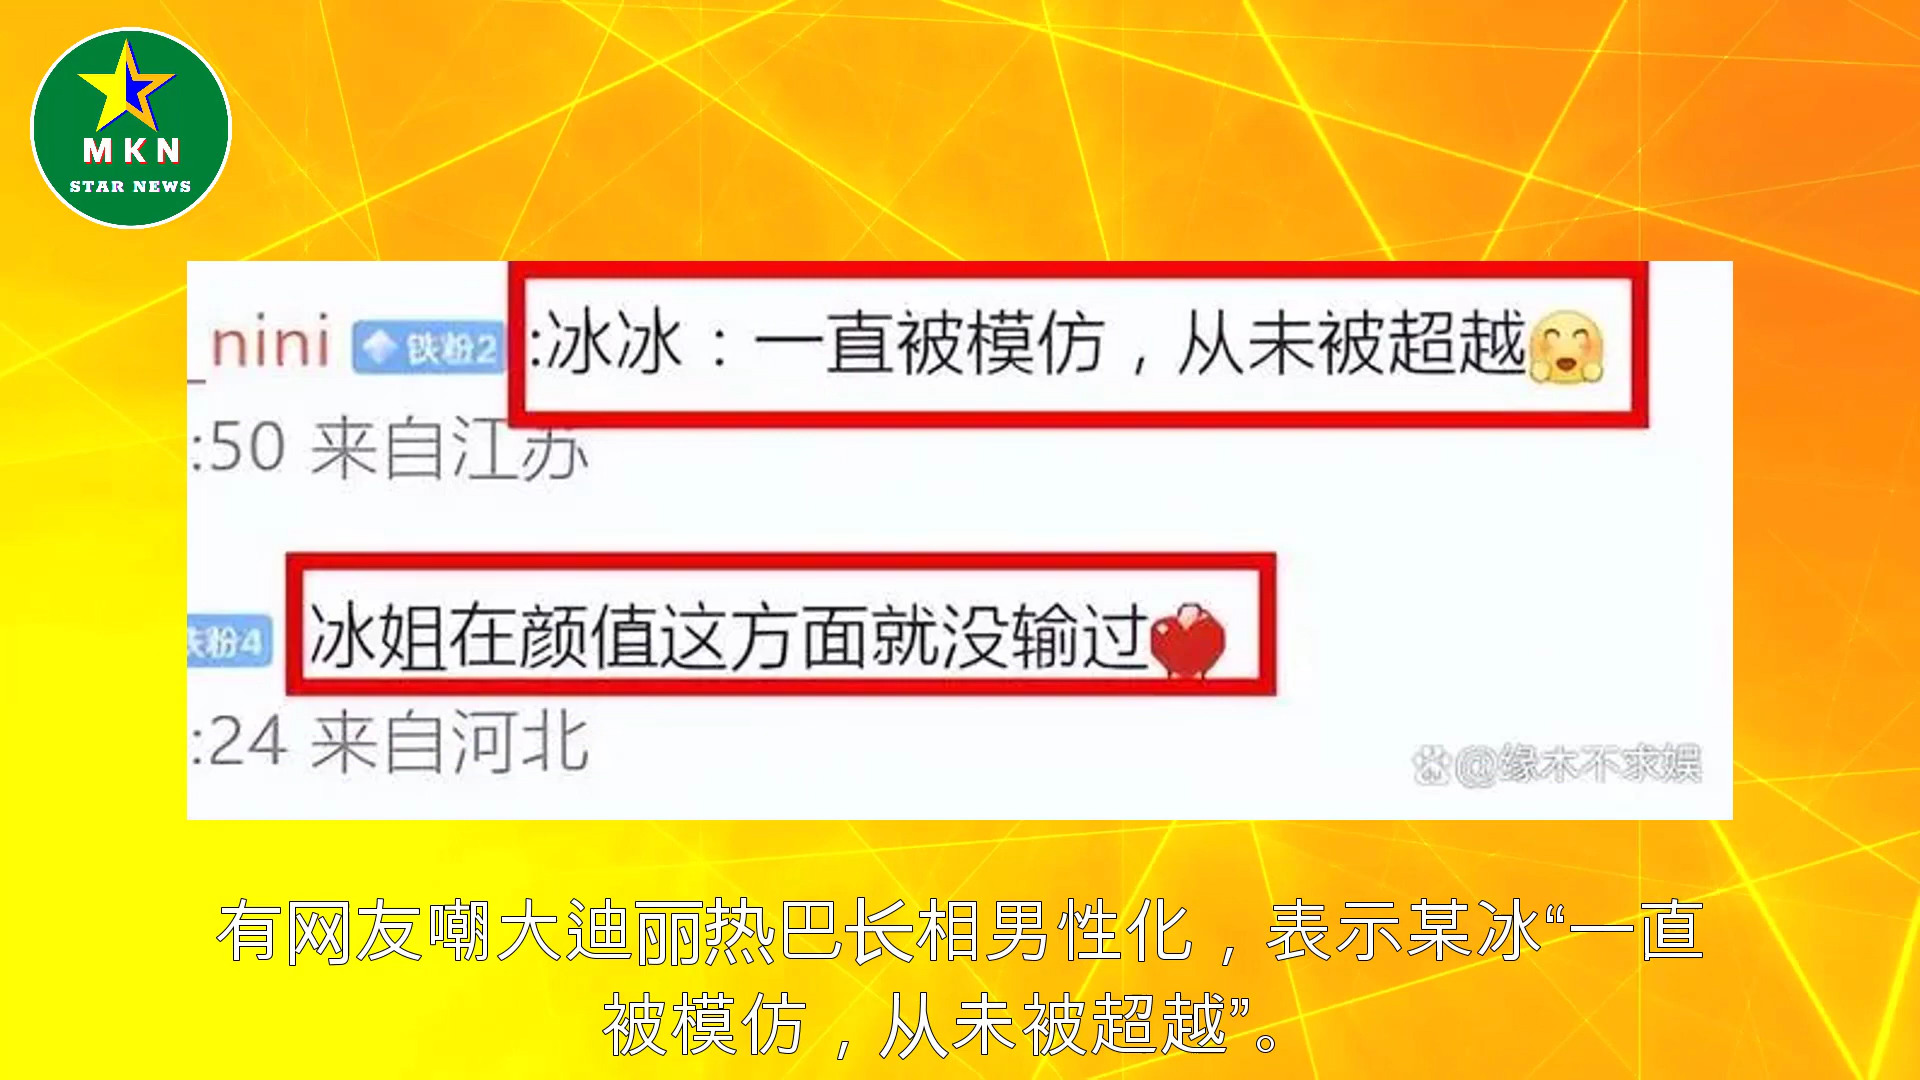 MKN
STAR NEWS
_nini 铁粉2 :冰冰：一直被模仿，从未被超越
:50 来自江苏
铁粉4 冰姐在颜值这方面就没输过
:24 来自河北
@缘木不求娱
有网友嘲大迪丽热巴长相男性化，表示某冰“一直
被模仿，从未被超越”。